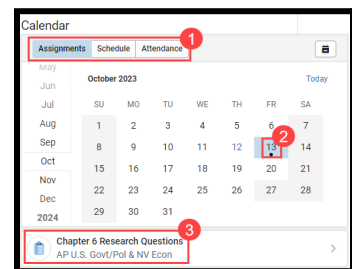 Calendar
1
Assignments Schedule Attendance
May
October 2023 Today
Jun
Jul
Aug
Sep
Oct
Nov
Dec
2024
SU MO TU WE TH FR SA
1 2 3 4 5 6 7
2
8 9 10 11 12 13 14
15 16 17 18 19 20 21
22 23 24 25 26 27 28
29 30 31
3
Chapter 6 Research Questions
AP U.S. Govt/Pol & NV Econ